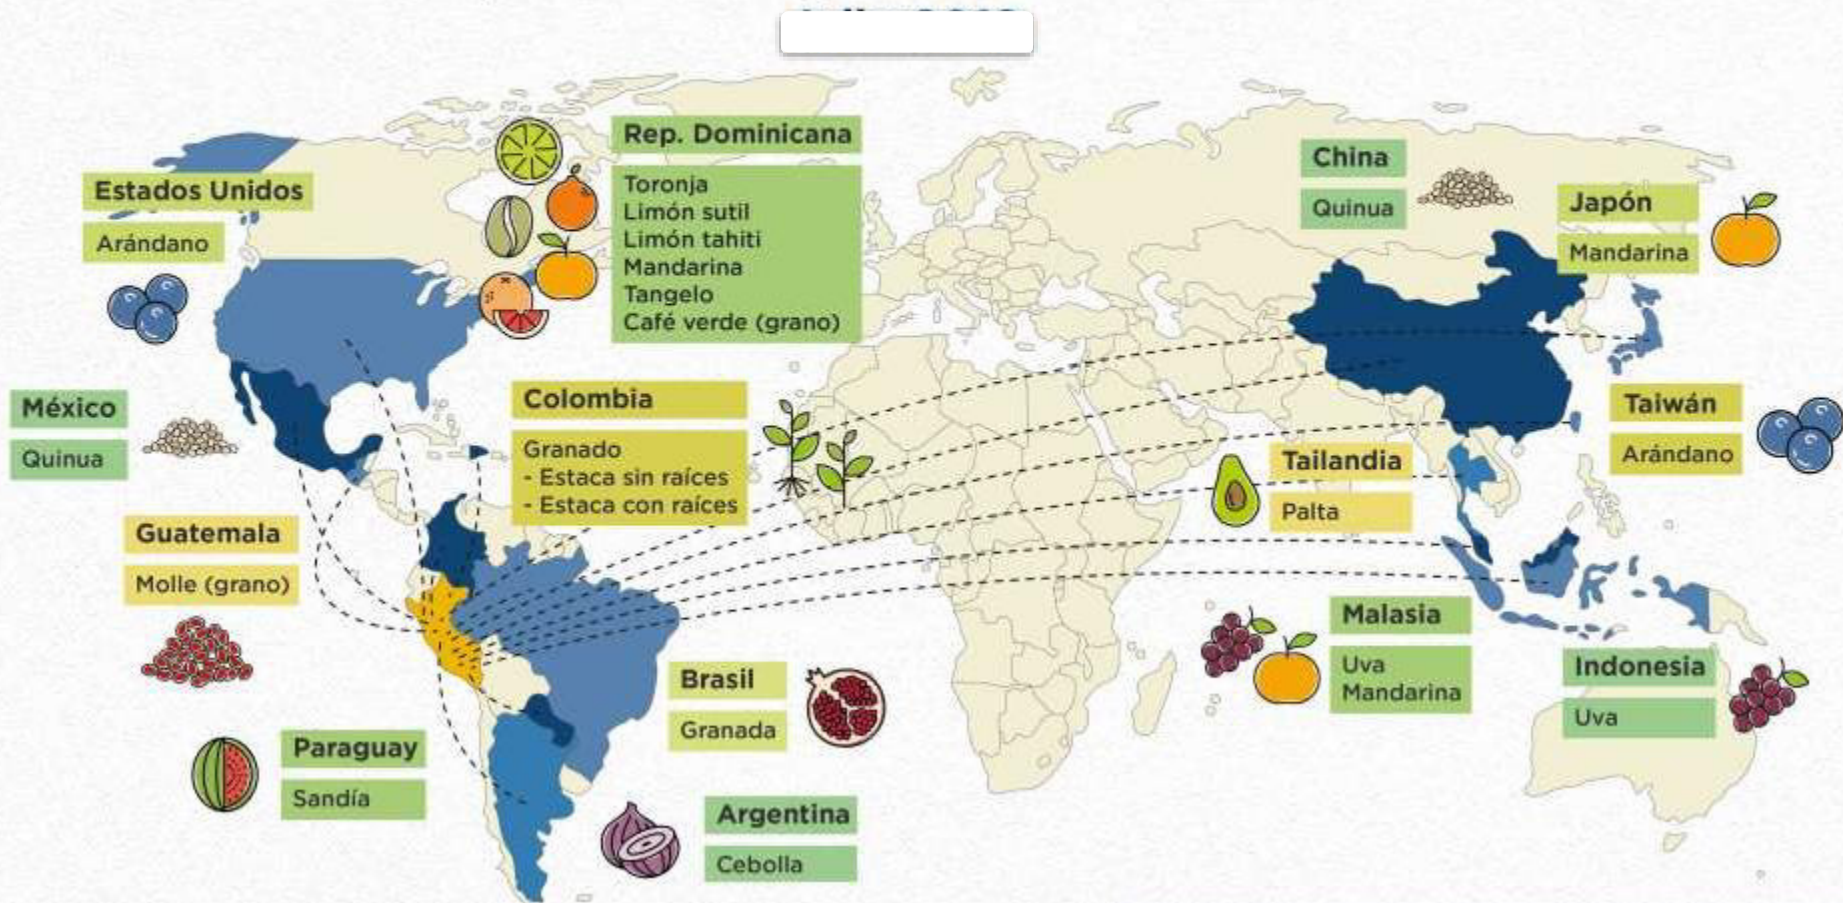 Estados Unidos
Arándano
Rep. Dominicana
Toronja
Limón sutil
Limón tahiti
Mandarina
Tangelo
Café verde (grano)
China
Quinua
Japón
Mandarina
México
Quinua
Colombia
Granado
- Estaca sin raíces
- Estaca con raíces
Taiwán
Arándano
Tailandia
Palta
Guatemala
Molle (grano)
Malasia
Uva
Mandarina
Indonesia
Uva
Brasil
Granada
Paraguay
Sandía
Argentina
Cebolla